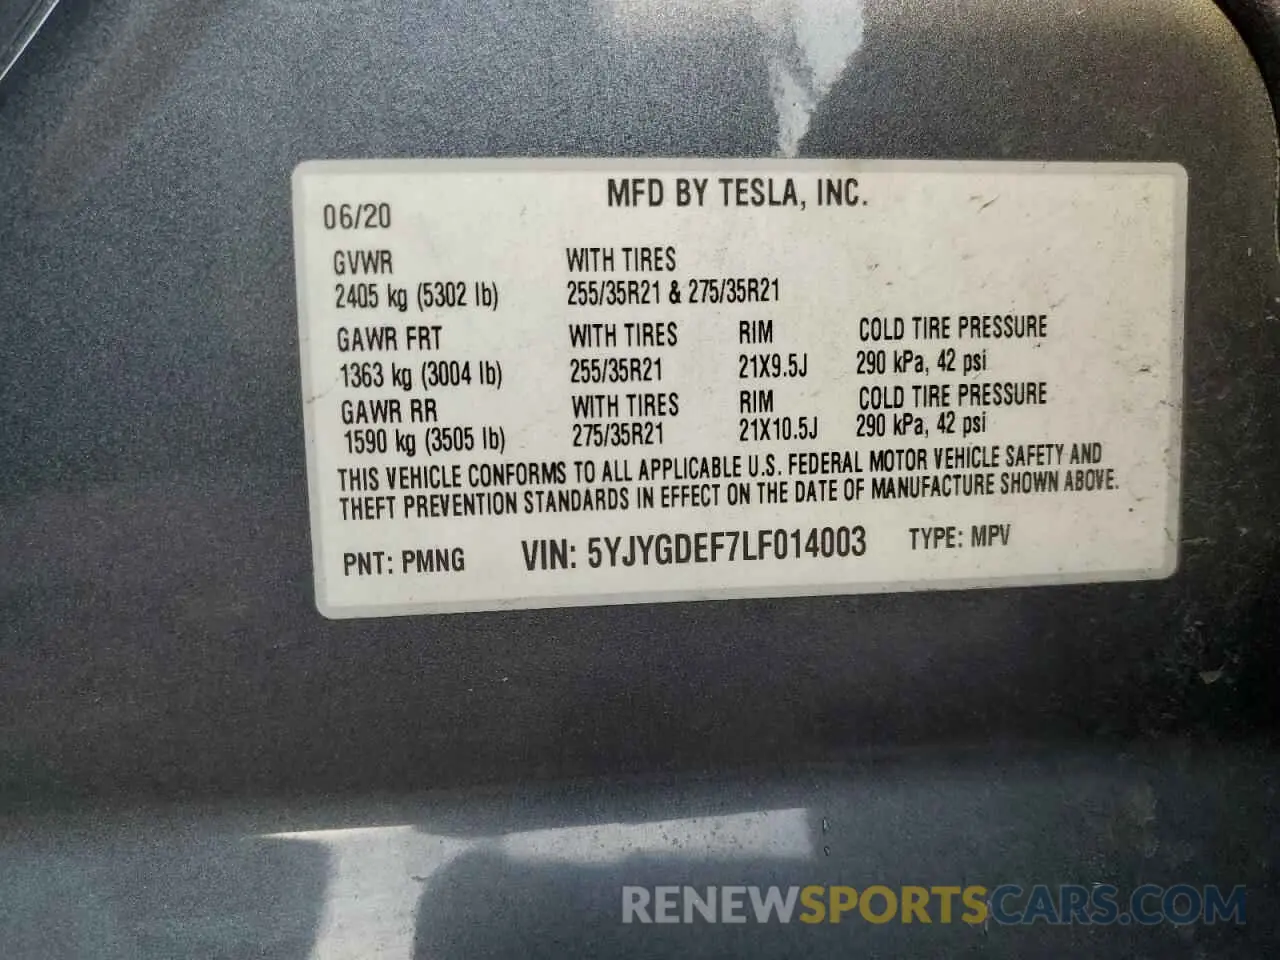 MFD BY TESLA, INC.
06/20
GVWR WITH TIRES
2405 kg (5302 lb) 255/35R21 & 275/35R21
GAWR FRT WITH TIRES RIM COLD TIRE PRESSURE
1363 kg (3004 lb) 255/35R21 21X9.5J 290 kPa, 42 psi
GAWR RR WITH TIRES RIM COLD TIRE PRESSURE
1590 kg (3505 lb) 275/35R21 21X10.5J 290 kPa, 42 psi
THIS VEHICLE CONFORMS TO ALL APPLICABLE U.S. FEDERAL MOTOR VEHICLE SAFETY AND
THEFT PREVENTION STANDARDS IN EFFECT ON THE DATE OF MANUFACTURE SHOWN ABOVE.
PNT: PMNG VIN: 5YJYGDEF7LF014003 TYPE: MPV
RENEWSPORTSCARS.COM